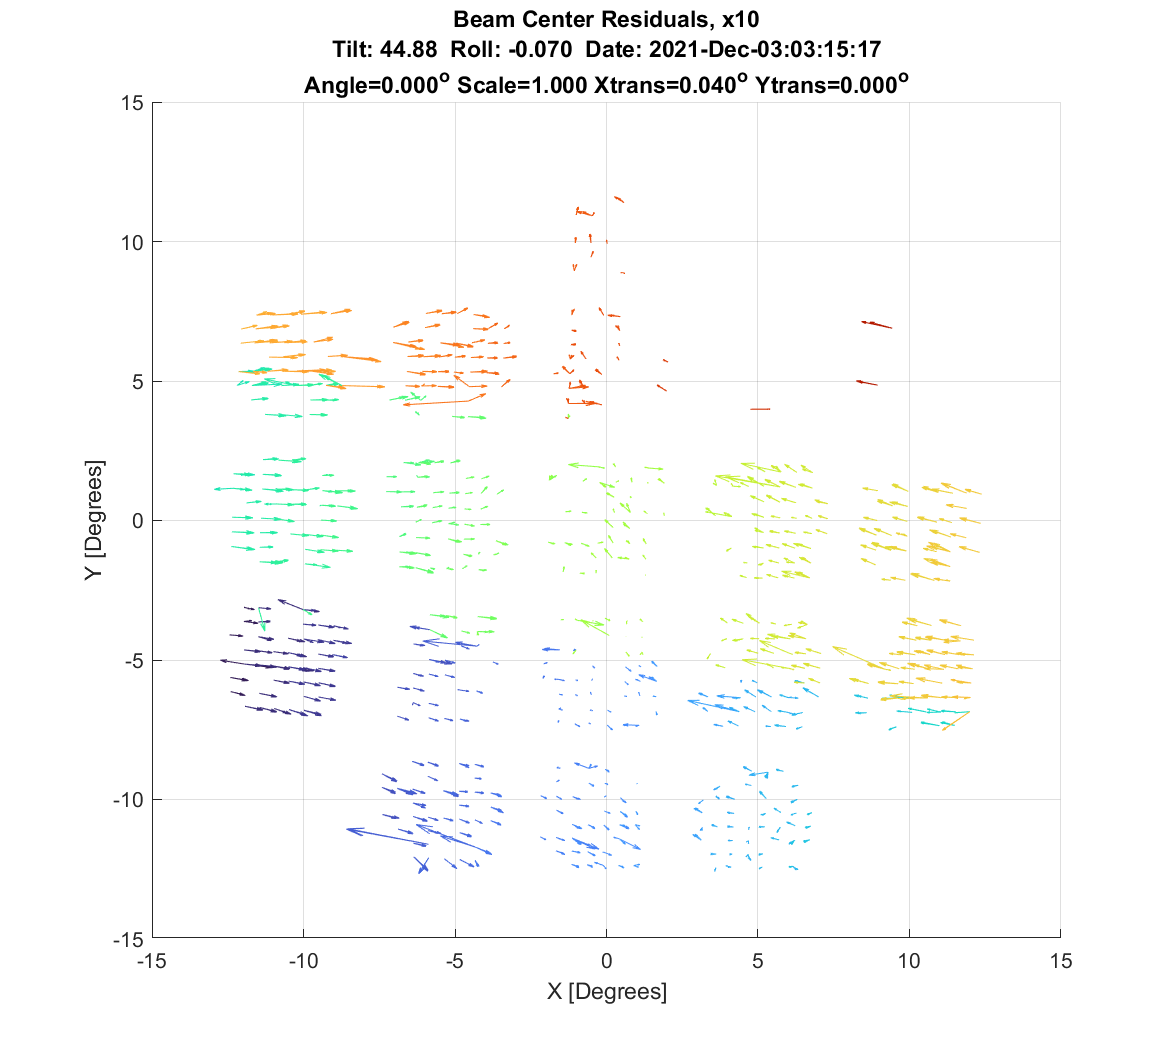 Beam Center Residuals, x10
Tilt: 44.88  Roll: -0.070  Date: 2021-Dec-03:03:15:17
Angle=0.000° Scale=1.000 Xtrans=0.040° Ytrans=0.000°
15
10
5
0
-5
-10
-15
Y [Degrees]
-15 -10 -5 0 5 10 15
X [Degrees]